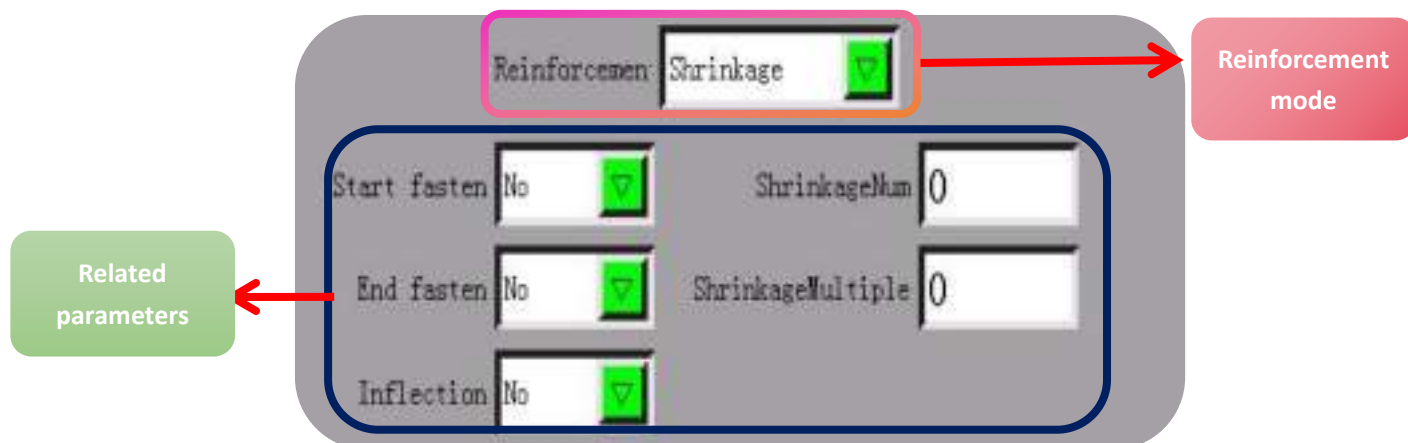 Reinforcemen Shrinkage
Reinforcement
mode
Start fasten No ShrinkageNum 0
Related
parameters
End fasten No ShrinkageMultiple 0
Inflection No